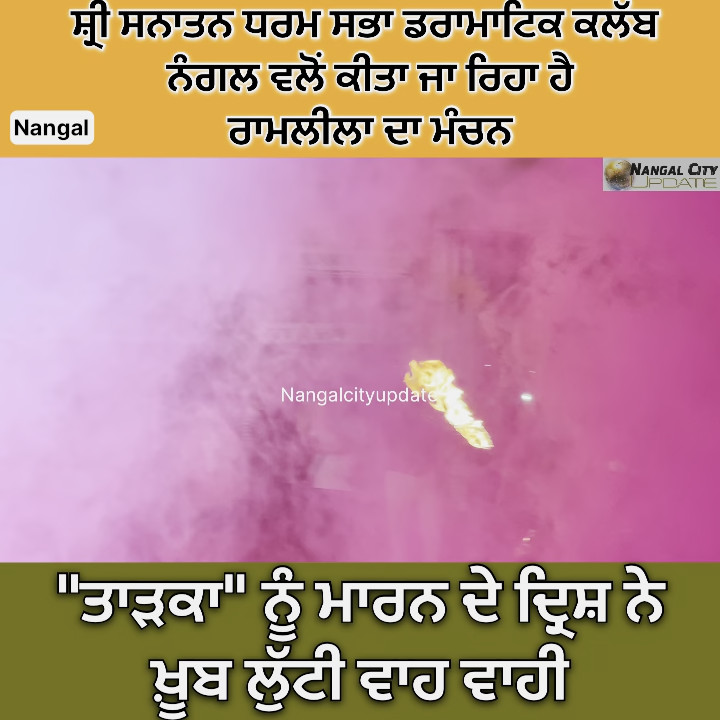 ਸ਼੍ਰੀ ਸਨਾਤਨ ਧਰਮ ਸਭਾ ਡਰਾਮਾਟਿਕ ਕਲੱਬ
ਨੰਗਲ ਵਲੋਂ ਕੀਤਾ ਜਾ ਰਿਹਾ ਹੈ
ਰਾਮਲੀਲਾ ਦਾ ਮੰਚਨ
Nangal
NANGAL CITY
UPDATE
Nangalcityupdate
"ਤਾੜਕਾ" ਨੂੰ ਮਾਰਨ ਦੇ ਦ੍ਰਿਸ਼ ਨੇ
ਖ਼ੂਬ ਲੁੱਟੀ ਵਾਹ ਵਾਹੀ